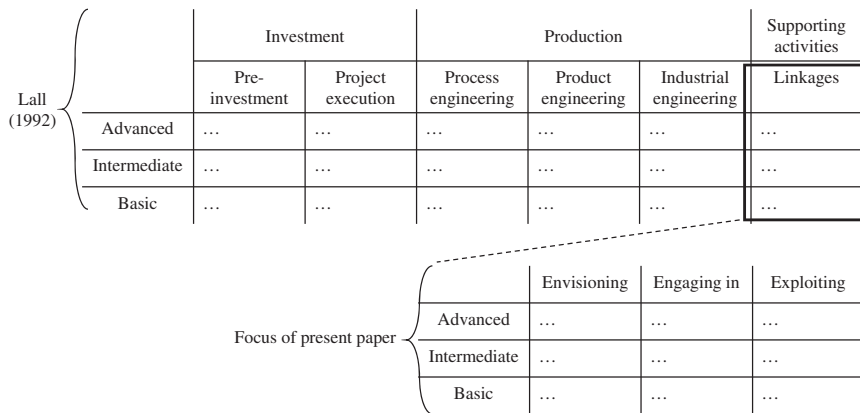 Investment Production Supporting activities
Pre-investment Project execution Process engineering Product engineering Industrial engineering Linkages
Lall (1992)
Advanced … … … … … …
Intermediate … … … … … …
Basic … … … … … …
Envisioning Engaging in Exploiting
Focus of present paper
Advanced … … …
Intermediate … … …
Basic … … …